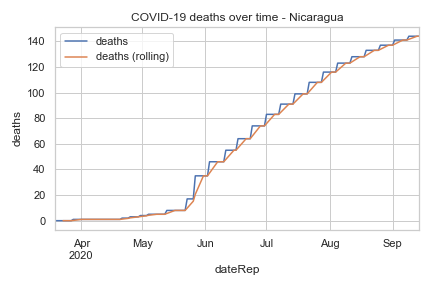 COVID-19 deaths over time - Nicaragua
deaths
deaths (rolling)
140
120
100
80
60
40
20
0
deaths
Apr
2020
May
Jun
Jul
Aug
Sep
dateRep